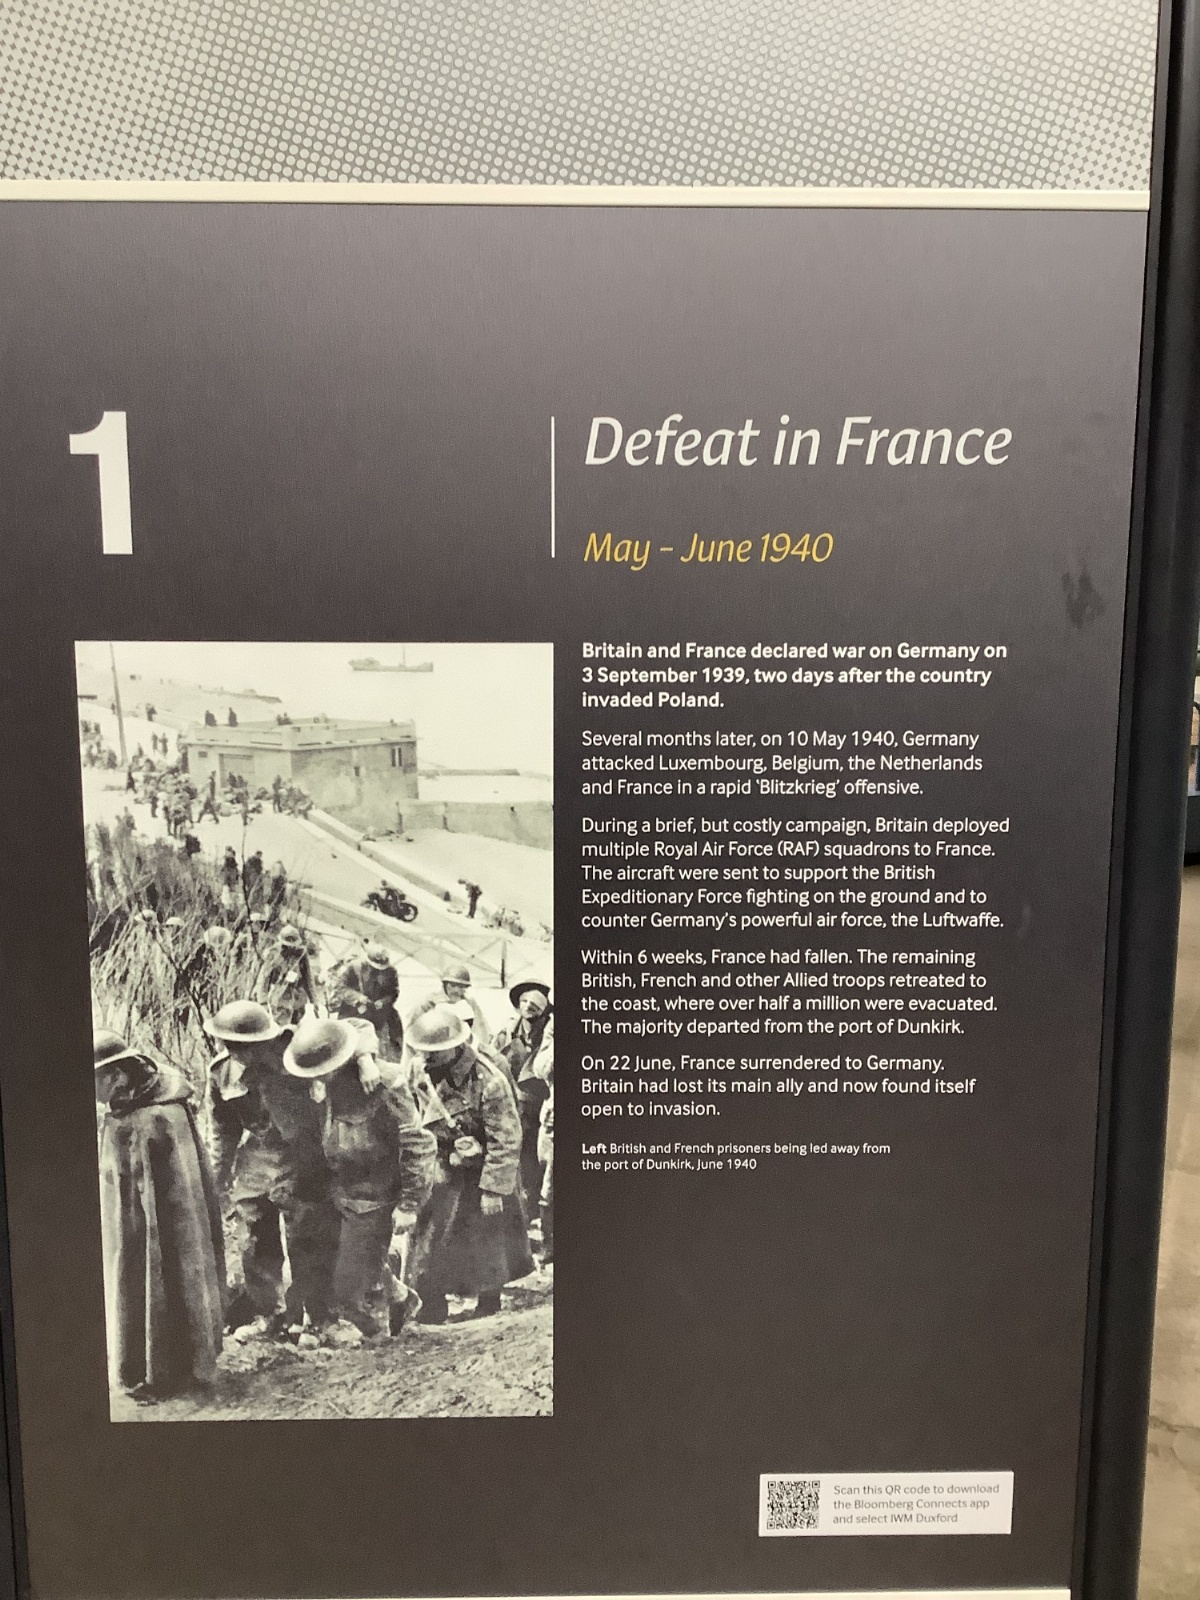 1
Defeat in France
May – June 1940
Britain and France declared war on Germany on
3 September 1939, two days after the country
invaded Poland.
Several months later, on 10 May 1940, Germany
attacked Luxembourg, Belgium, the Netherlands
and France in a rapid ‘Blitzkrieg’ offensive.
During a brief, but costly campaign, Britain deployed
multiple Royal Air Force (RAF) squadrons to France.
The aircraft were sent to support the British
Expeditionary Force fighting on the ground and to
counter Germany’s powerful air force, the Luftwaffe.
Within 6 weeks, France had fallen. The remaining
British, French and other Allied troops retreated to
the coast, where over half a million were evacuated.
The majority departed from the port of Dunkirk.
On 22 June, France surrendered to Germany.
Britain had lost its main ally and now found itself
open to invasion.
Left British and French prisoners being led away from
the port of Dunkirk, June 1940
Scan this QR code to download
the Bloomberg Connects app
and select IWM Duxford